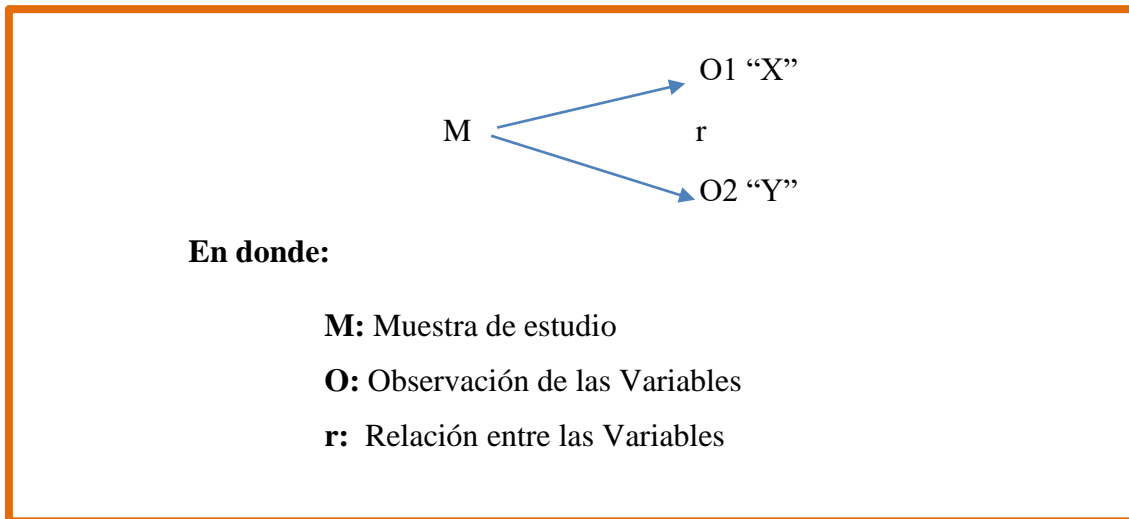 O1 “X”
M r
O2 “Y”
En donde:
M: Muestra de estudio
O: Observación de las Variables
r: Relación entre las Variables